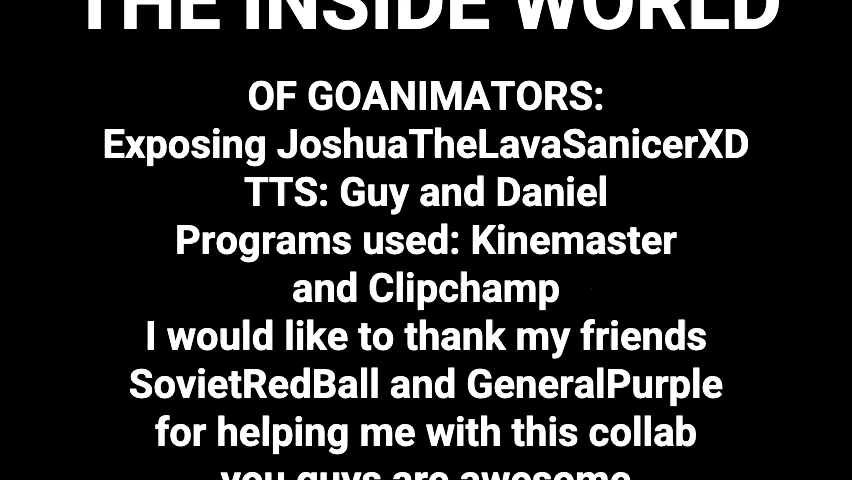 THE INSIDE WORLD
OF GOANIMATORS:
Exposing JoshuaTheLavaSanicerXD
TTS: Guy and Daniel
Programs used: Kinemaster
and Clipchamp
I would like to thank my friends
SovietRedBall and GeneralPurple
for helping me with this collab
you guys are awesome